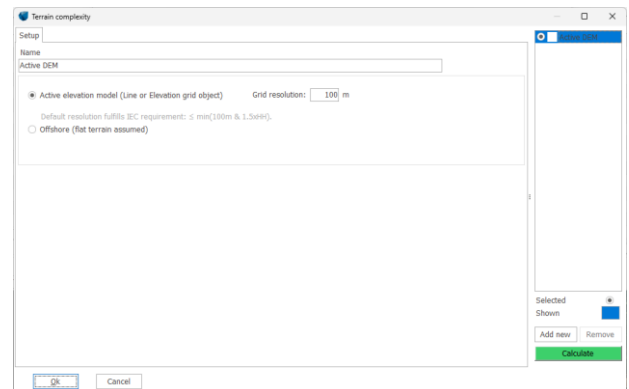 Terrain complexity
Setup
Name
Active DEM
Active elevation model (Line or Elevation grid object) Grid resolution: 100 m
Default resolution fulfills IEC requirement: ≤ min(100m & 1.5xHH).
Offshore (flat terrain assumed)
Active DEM
Selected
Shown
Add new Remove
Calculate
Ok Cancel